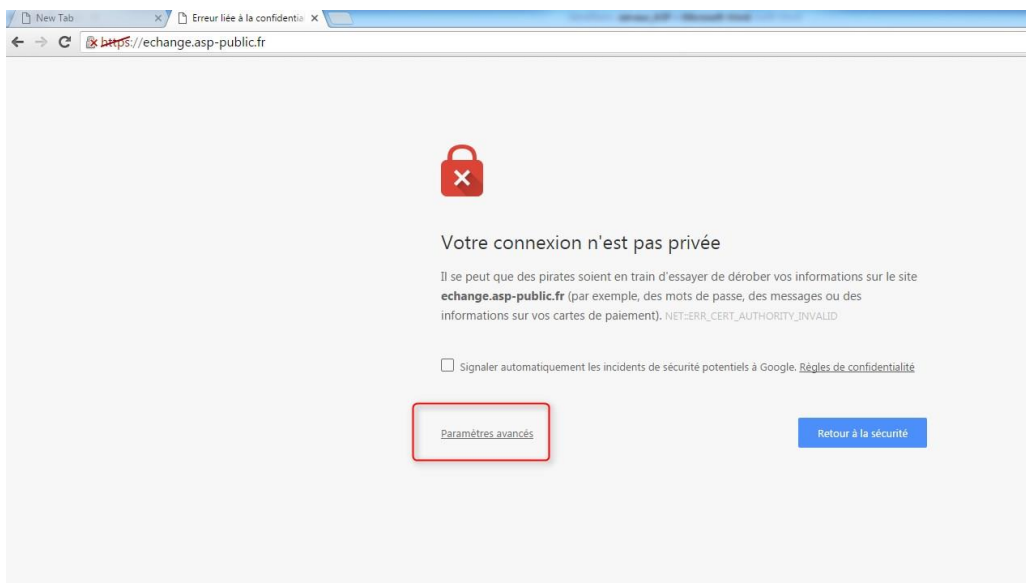 New Tab
Erreur liée à la confidentia
https://echange.asp-public.fr
Votre connexion n'est pas privée
Il se peut que des pirates soient en train d'essayer de dérober vos informations sur le site
echange.asp-public.fr (par exemple, des mots de passe, des messages ou des
informations sur vos cartes de paiement). NET::ERR_CERT_AUTHORITY_INVALID
Signaler automatiquement les incidents de sécurité potentiels à Google. Règles de confidentialité
Paramètres avancés
Retour à la sécurité